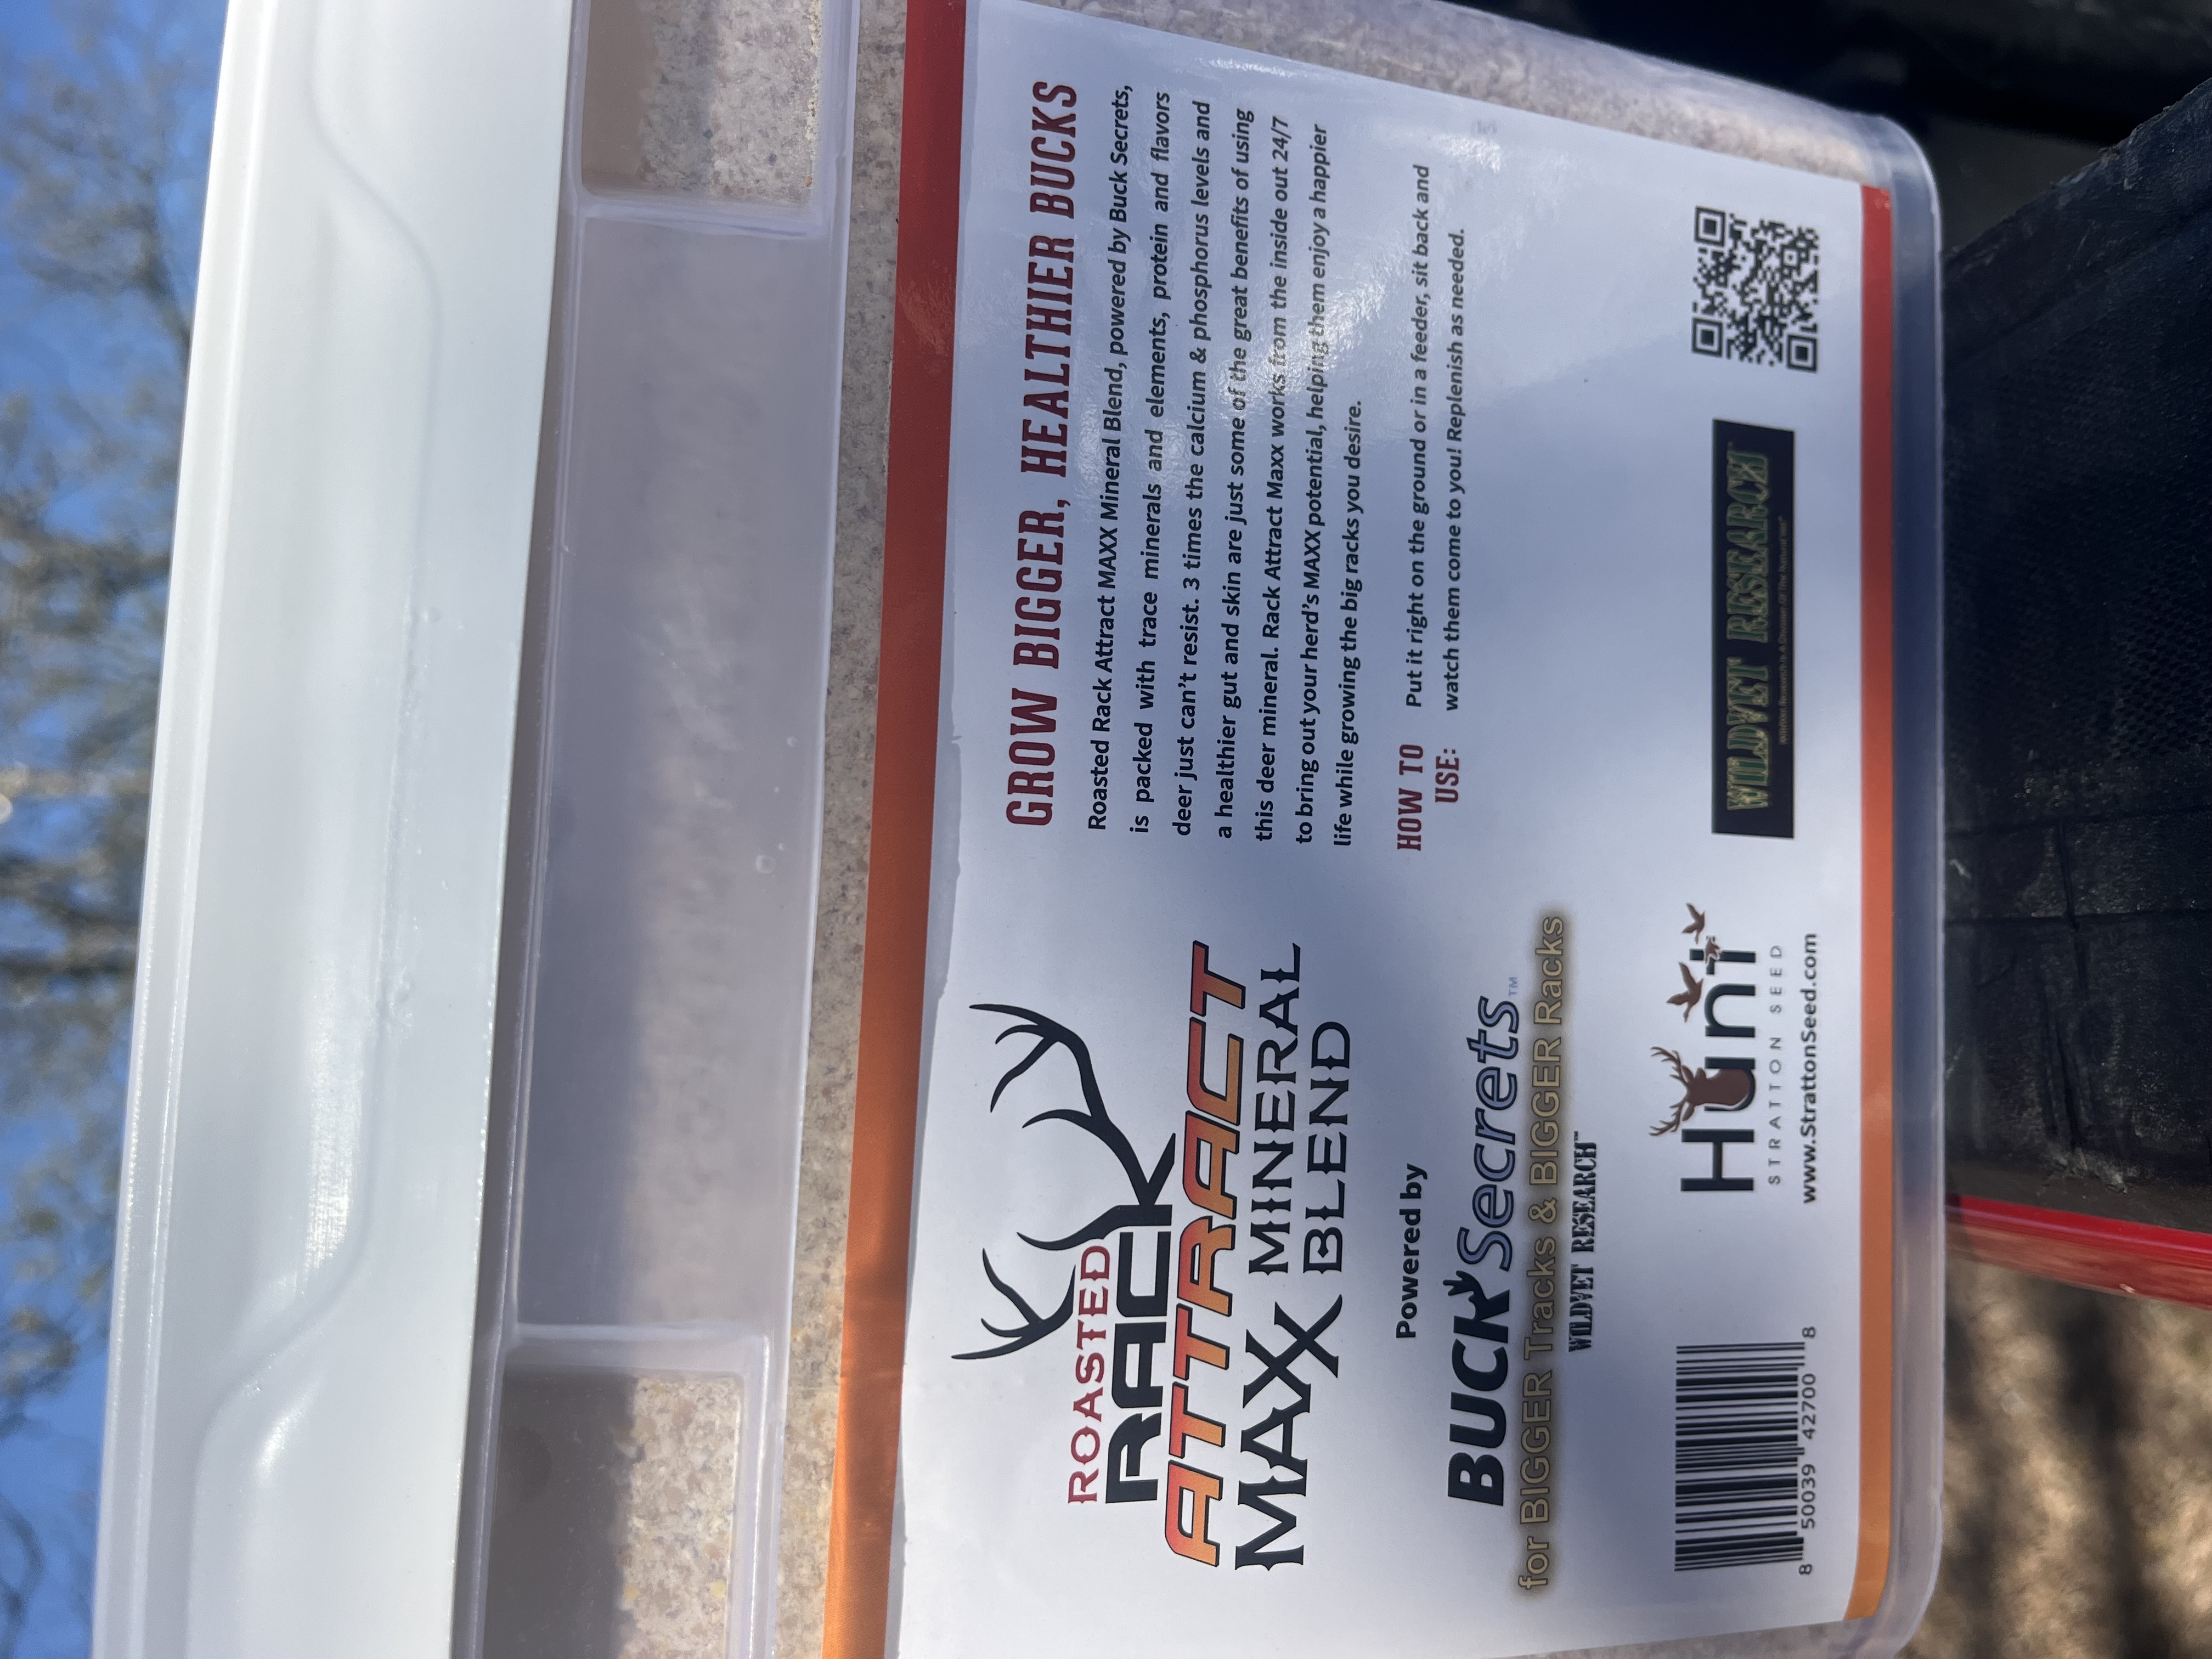 ROASTED
RACK
ATTRACT
MAXX MINERAL
BLEND
Powered by
BUCK Secrets™
for BIGGER Tracks & BIGGER Racks
WILDVET RESEARCH™
8 50039 42700 8
Hunt
STRATTON SEED
www.StrattonSeed.com
GROW BIGGER, HEALTHIER BUCKS
Roasted Rack Attract MAXX Mineral Blend, powered by Buck Secrets,
is packed with trace minerals and elements, protein and flavors
deer just can't resist. 3 times the calcium & phosphorus levels and
a healthier gut and skin are just some of the great benefits of using
this deer mineral. Rack Attract Maxx works from the inside out 24/7
to bring out your herd's MAXX potential, helping them enjoy a happier
life while growing the big racks you desire.
HOW TO USE:
Put it right on the ground or in a feeder, sit back and
watch them come to you! Replenish as needed.
WILDVET RESEARCH